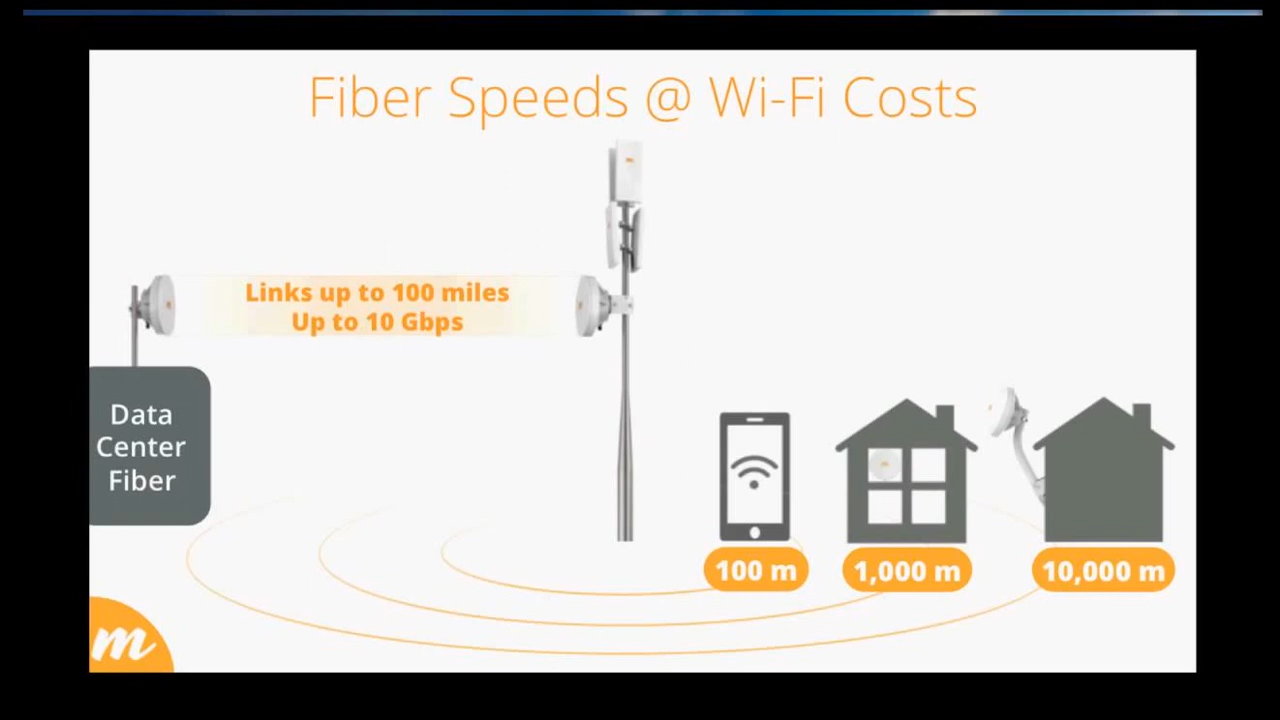 Fiber Speeds @ Wi-Fi Costs
Links up to 100 miles
Up to 10 Gbps
Data
Center
Fiber
100 m
1,000 m
10,000 m
m